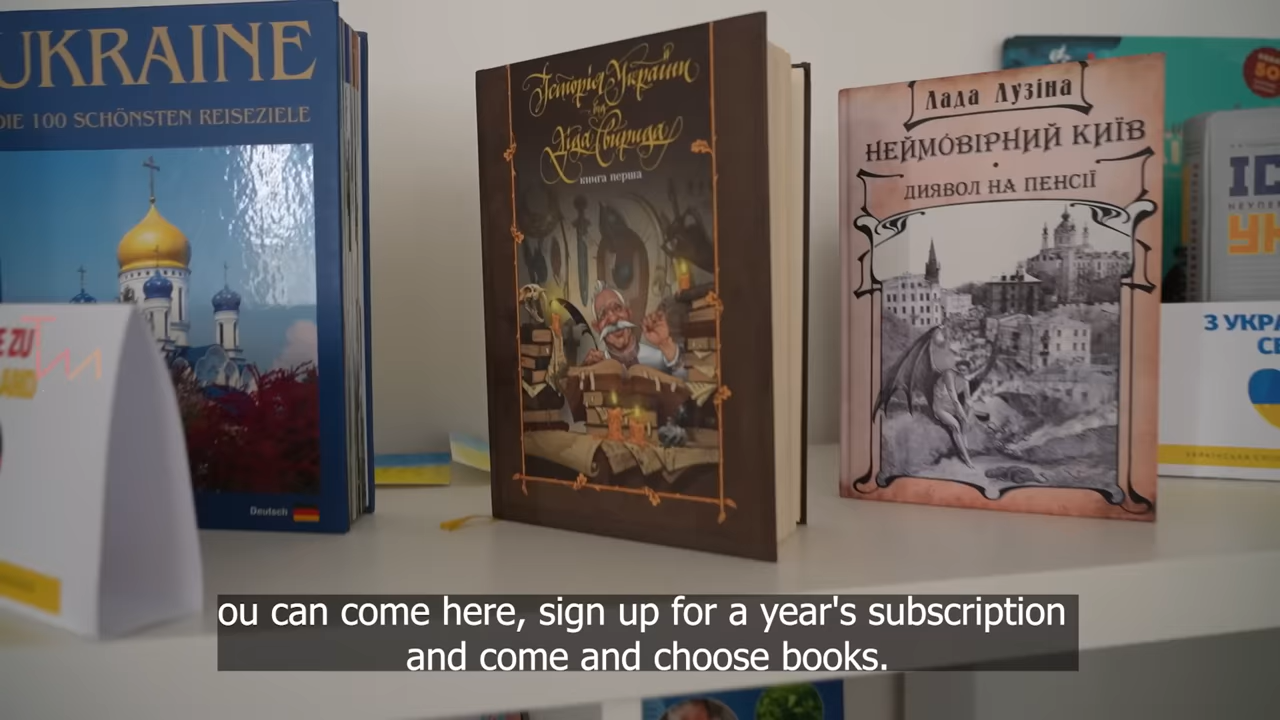 UKRAINE
DIE 100 SCHÖNSTEN REISEZIELE
Deutsch
Історія України
від
Діда Свирида
книга перша
Лада Лузіна
НЕЙМОВІРНИЙ КИЇВ
ДИЯВОЛ НА ПЕНСІЇ
З УКРА
СЕ
ou can come here, sign up for a year's subscription
and come and choose books.